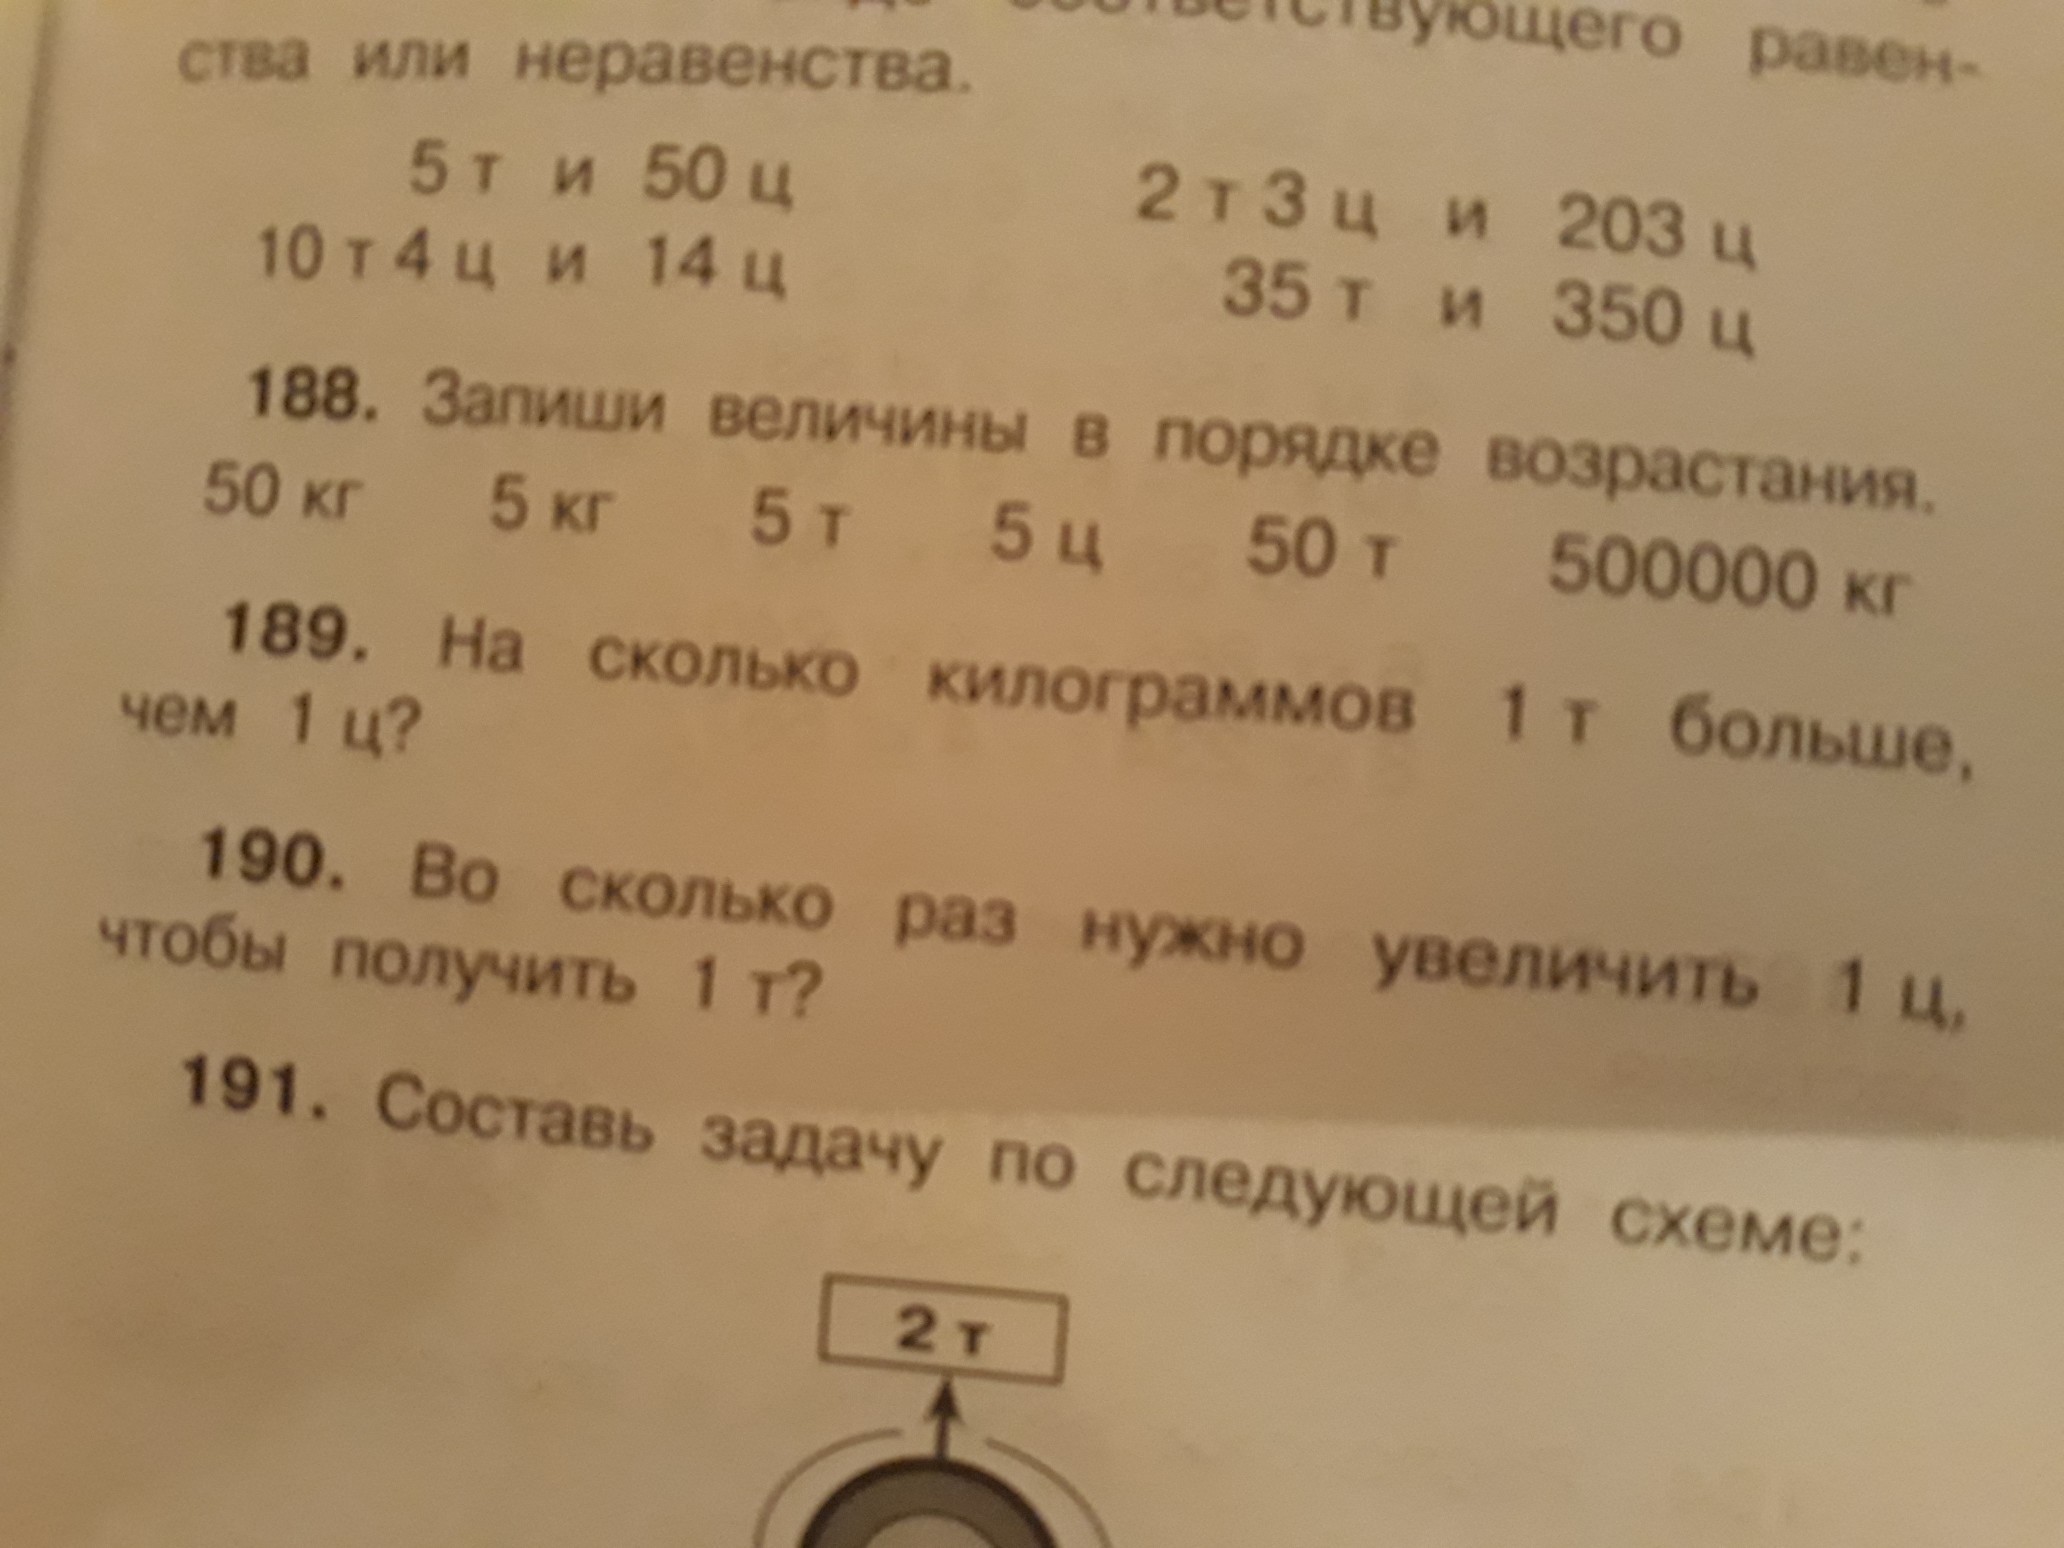 соответствующего равен-
ства или неравенства.
5 т и 50 ц 2 т 3 ц и 203 ц
10 т 4 ц и 14 ц 35 т и 350 ц
188. Запиши величины в порядке возрастания.
50 кг 5 кг 5 т 5 ц 50 т 500000 кг
189. На сколько килограммов 1 т больше,
чем 1 ц?
190. Во сколько раз нужно увеличить 1 ц,
чтобы получить 1 т?
191. Составь задачу по следующей схеме:
2 т